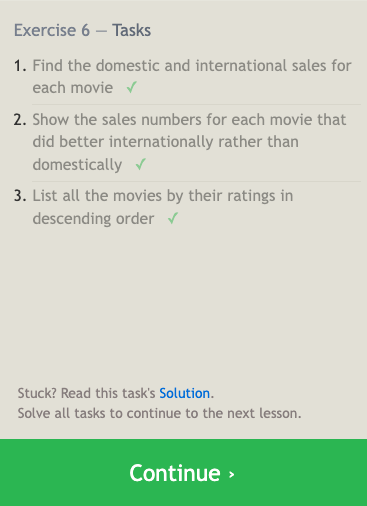 Exercise 6 — Tasks
1. Find the domestic and international sales for
each movie ✓
2. Show the sales numbers for each movie that
did better internationally rather than
domestically ✓
3. List all the movies by their ratings in
descending order ✓
Stuck? Read this task's Solution.
Solve all tasks to continue to the next lesson.
Continue ›